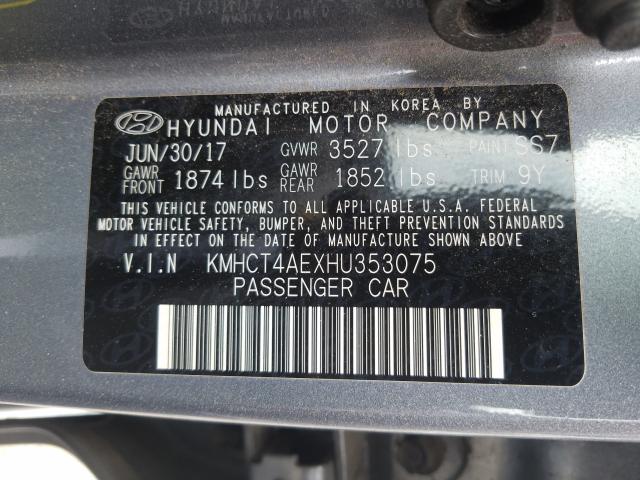 MANUFACTURED IN KOREA BY
HYUNDAI MOTOR COMPANY
JUN/30/17 GVWR 3527 lbs PAINT SS7
GAWR FRONT 1874 lbs GAWR REAR 1852 lbs TRIM 9Y
THIS VEHICLE CONFORMS TO ALL APPLICABLE U.S.A. FEDERAL
MOTOR VEHICLE SAFETY, BUMPER, AND THEFT PREVENTION STANDARDS
IN EFFECT ON THE DATE OF MANUFACTURE SHOWN ABOVE.
V.I.N KMHCT4AEXHU353075
PASSENGER CAR